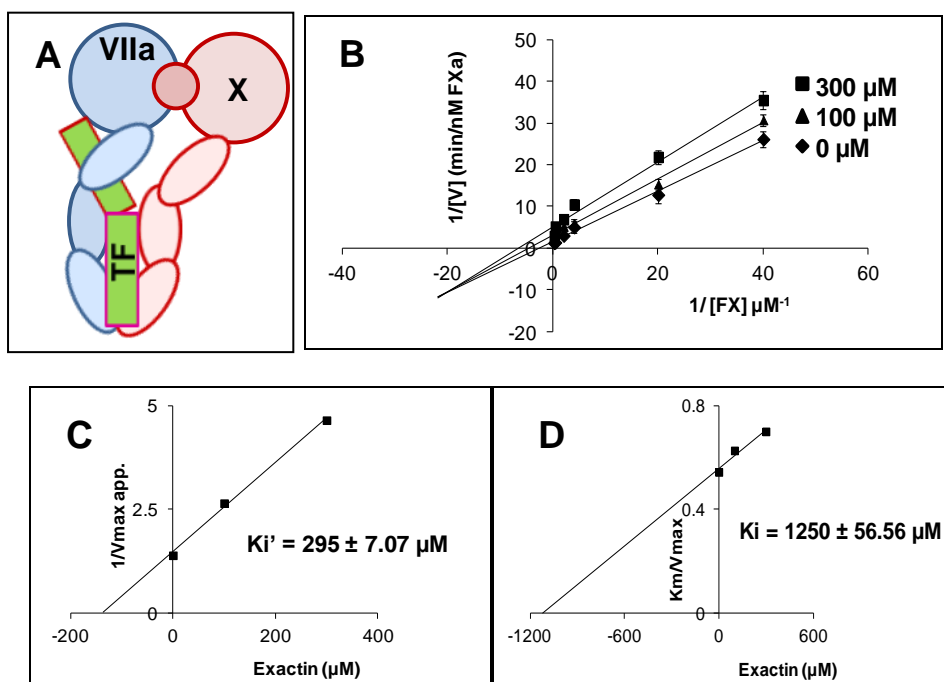 A
VIIa
X
TF
B
1/[V] (min/nM FXa)
50
40
30
20
10
0
-10
-20
-40
-20
0
20
40
60
1/ [FX] µM⁻¹
300 µM
100 µM
0 µM
C
1/Vmax app.
5
2.5
0
-200
0
200
400
Exactin (µM)
Ki’ = 295 ± 7.07 µM
D
Km/Vmax
0.8
0.4
0
-1200
-600
0
600
Exactin (µM)
Ki = 1250 ± 56.56 µM